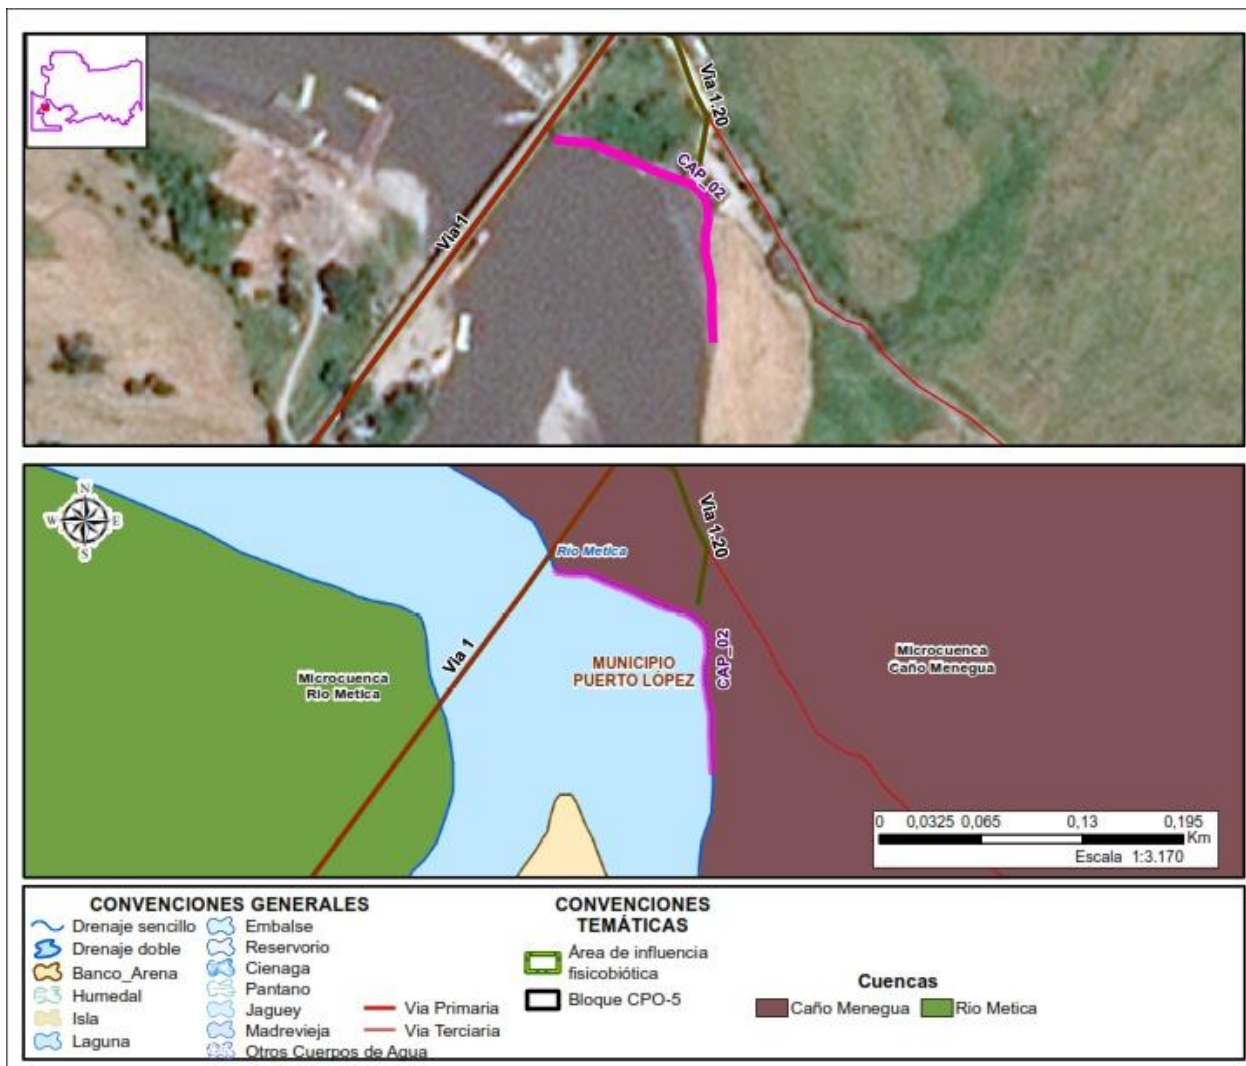 Via 1.20
CAP_02
Via 1
N
W E
S
Rio Metica
Via 1.20
Via 1
CAP_02
MUNICIPIO
PUERTO LÓPEZ
Microcuenca
Rio Metica
Microcuenca
Caño Menegua
0 0,0325 0,065 0,13 0,195
Km
Escala 1:3.170
CONVENCIONES GENERALES
Drenaje sencillo
Drenaje doble
Banco_Arena
Humedal
Isla
Laguna
Embalse
Reservorio
Cienaga
Pantano
Jaguey
Madrevieja
Otros Cuerpos de Agua
Via Primaria
Via Terciaria
CONVENCIONES
TEMÁTICAS
Área de influencia
fisicobiótica
Bloque CPO-5
Cuencas
Caño Menegua
Rio Metica